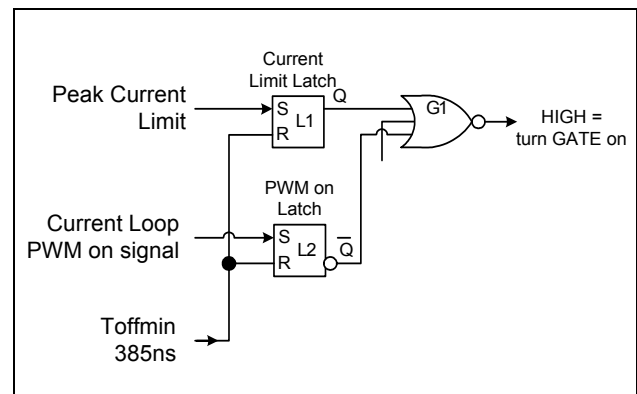 Current
Limit Latch
Peak Current
Limit
S
R
L1
Q
G1
HIGH =
turn GATE on
PWM on
Latch
Current Loop
PWM on signal
S
R
L2
Q
Toffmin
385ns